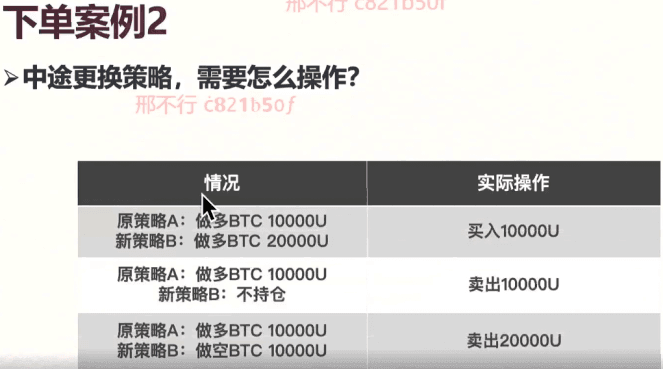 邢不行 c821b50f
下单案例2
➢中途更换策略，需要怎么操作？
邢不行 c821b50f
情况
实际操作
原策略A：做多BTC 10000U
新策略B：做多BTC 20000U
买入10000U
原策略A：做多BTC 10000U
新策略B：不持仓
卖出10000U
原策略A：做多BTC 10000U
新策略B：做空BTC 10000U
卖出20000U